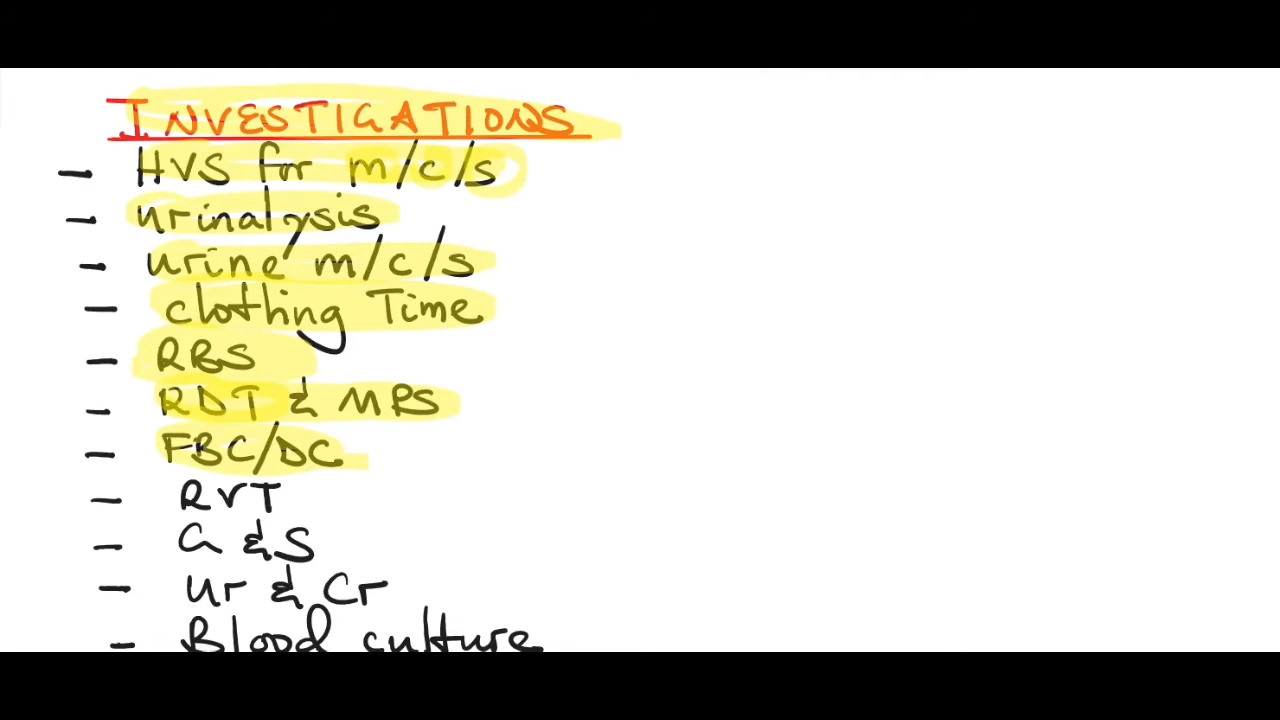 INVESTIGATIONS
- HVS for m/c/s
- urinalysis
- urine m/c/s
- clothing Time
- RBS
- RDT & MPS
- FBC/DC
- RVT
- G & S
- Ur & Cr
- Blood culture